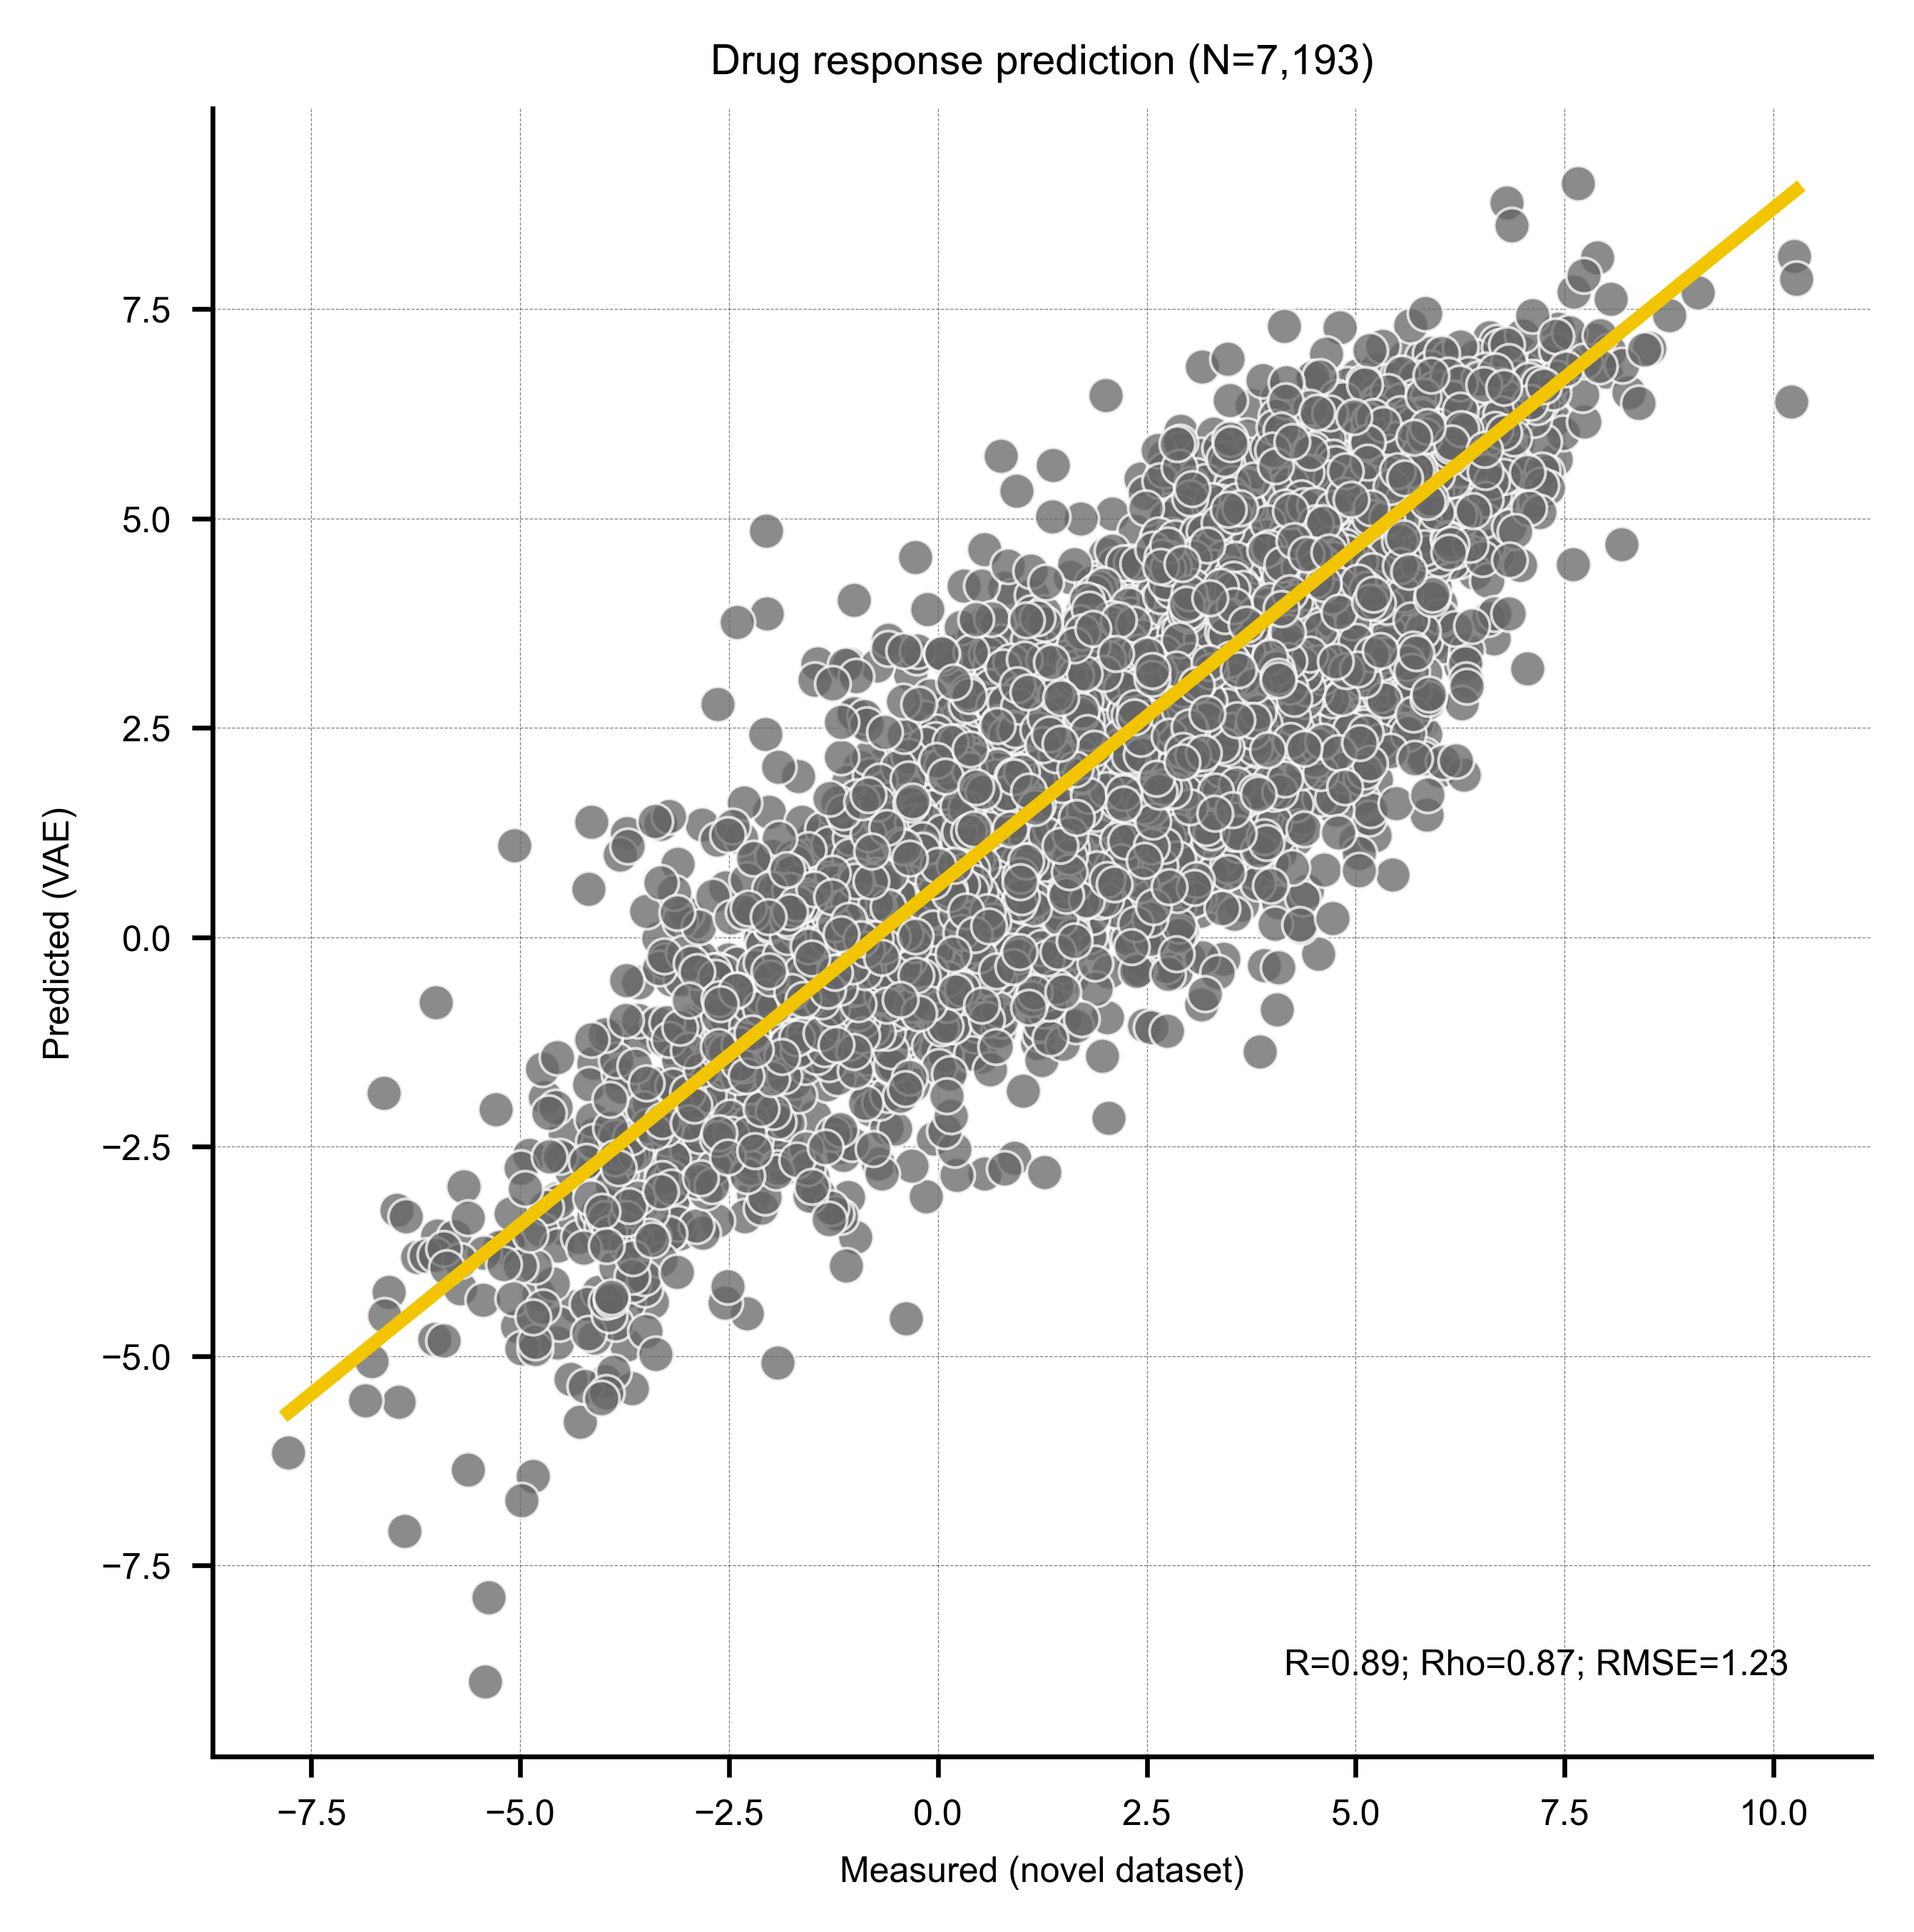 Drug response prediction (N=7,193)
Predicted (VAE)
7.5
5.0
2.5
0.0
−2.5
−5.0
−7.5
R=0.89; Rho=0.87; RMSE=1.23
−7.5 −5.0 −2.5 0.0 2.5 5.0 7.5 10.0
Measured (novel dataset)